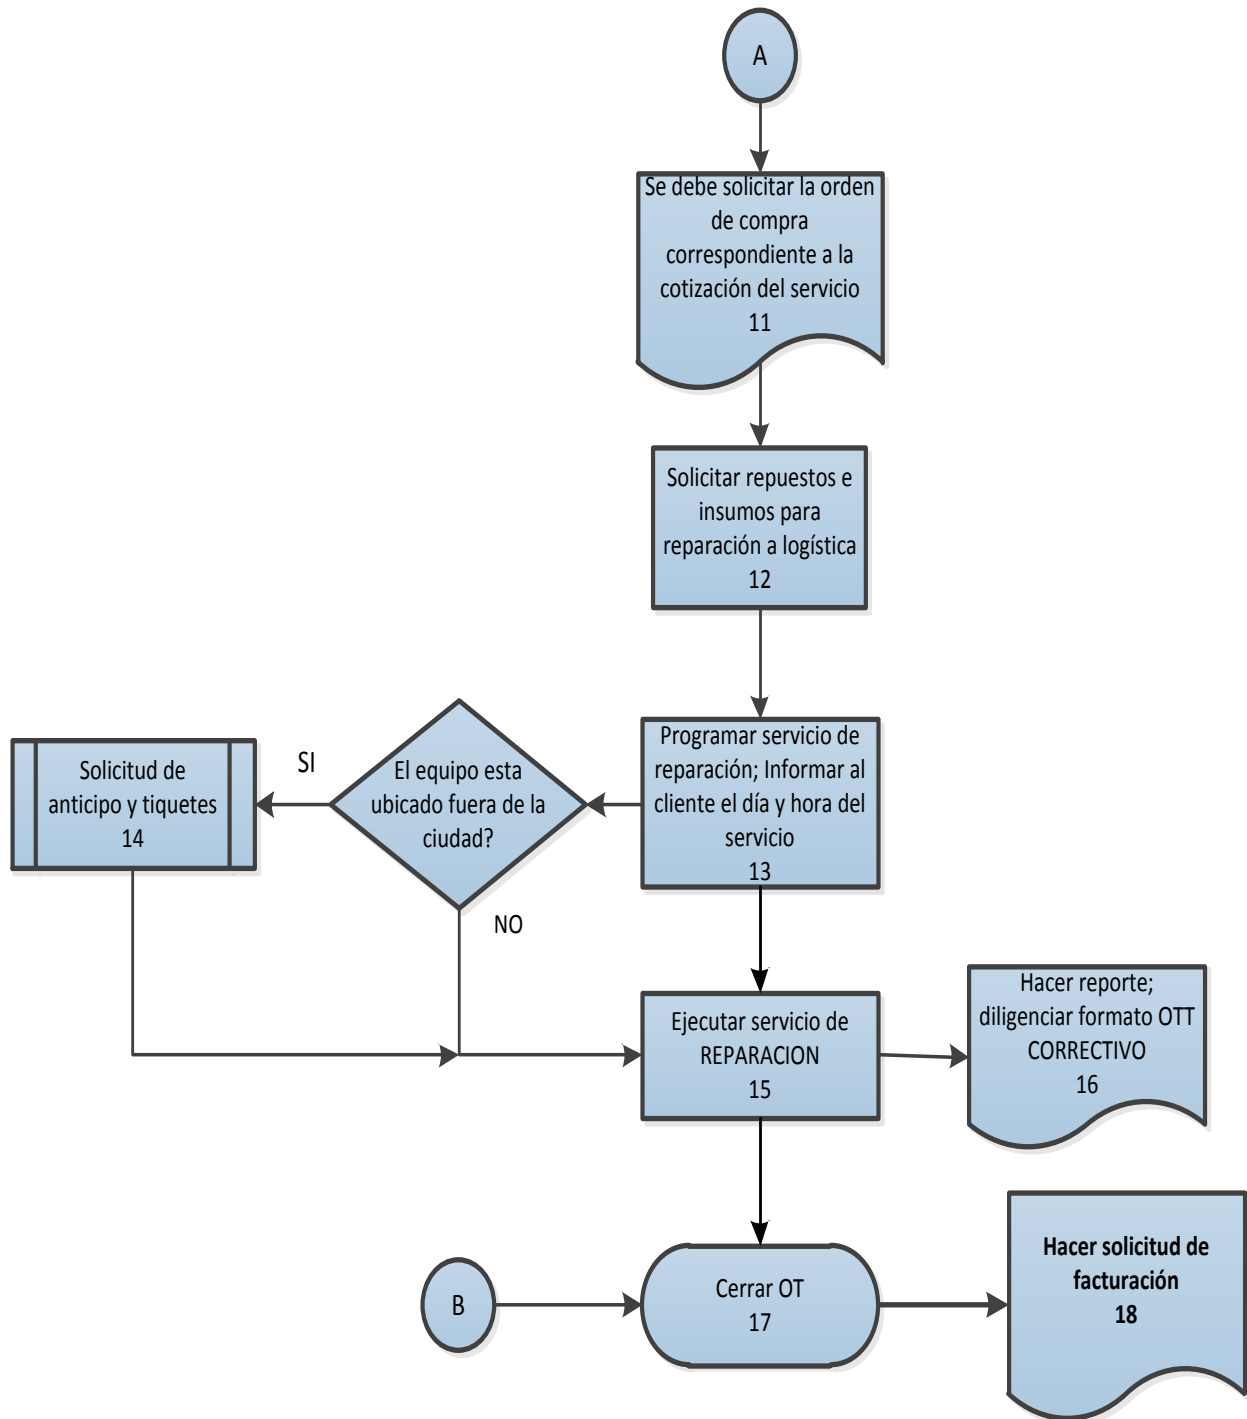 A
Se debe solicitar la orden
de compra
correspondiente a la
cotización del servicio
11
Solicitar repuestos e
insumos para
reparación a logística
12
Programar servicio de
reparación; Informar al
cliente el día y hora del
servicio
13
El equipo esta
ubicado fuera de la
ciudad?
SI
Solicitud de
anticipo y tiquetes
14
NO
Ejecutar servicio de
REPARACION
15
Hacer reporte;
diligenciar formato OTT
CORRECTIVO
16
B
Cerrar OT
17
Hacer solicitud de
facturación
18